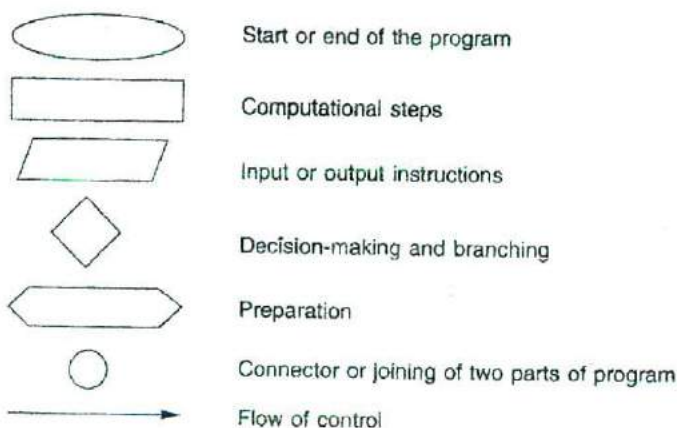 Start or end of the program
Computational steps
Input or output instructions
Decision-making and branching
Preparation
Connector or joining of two parts of program
Flow of control